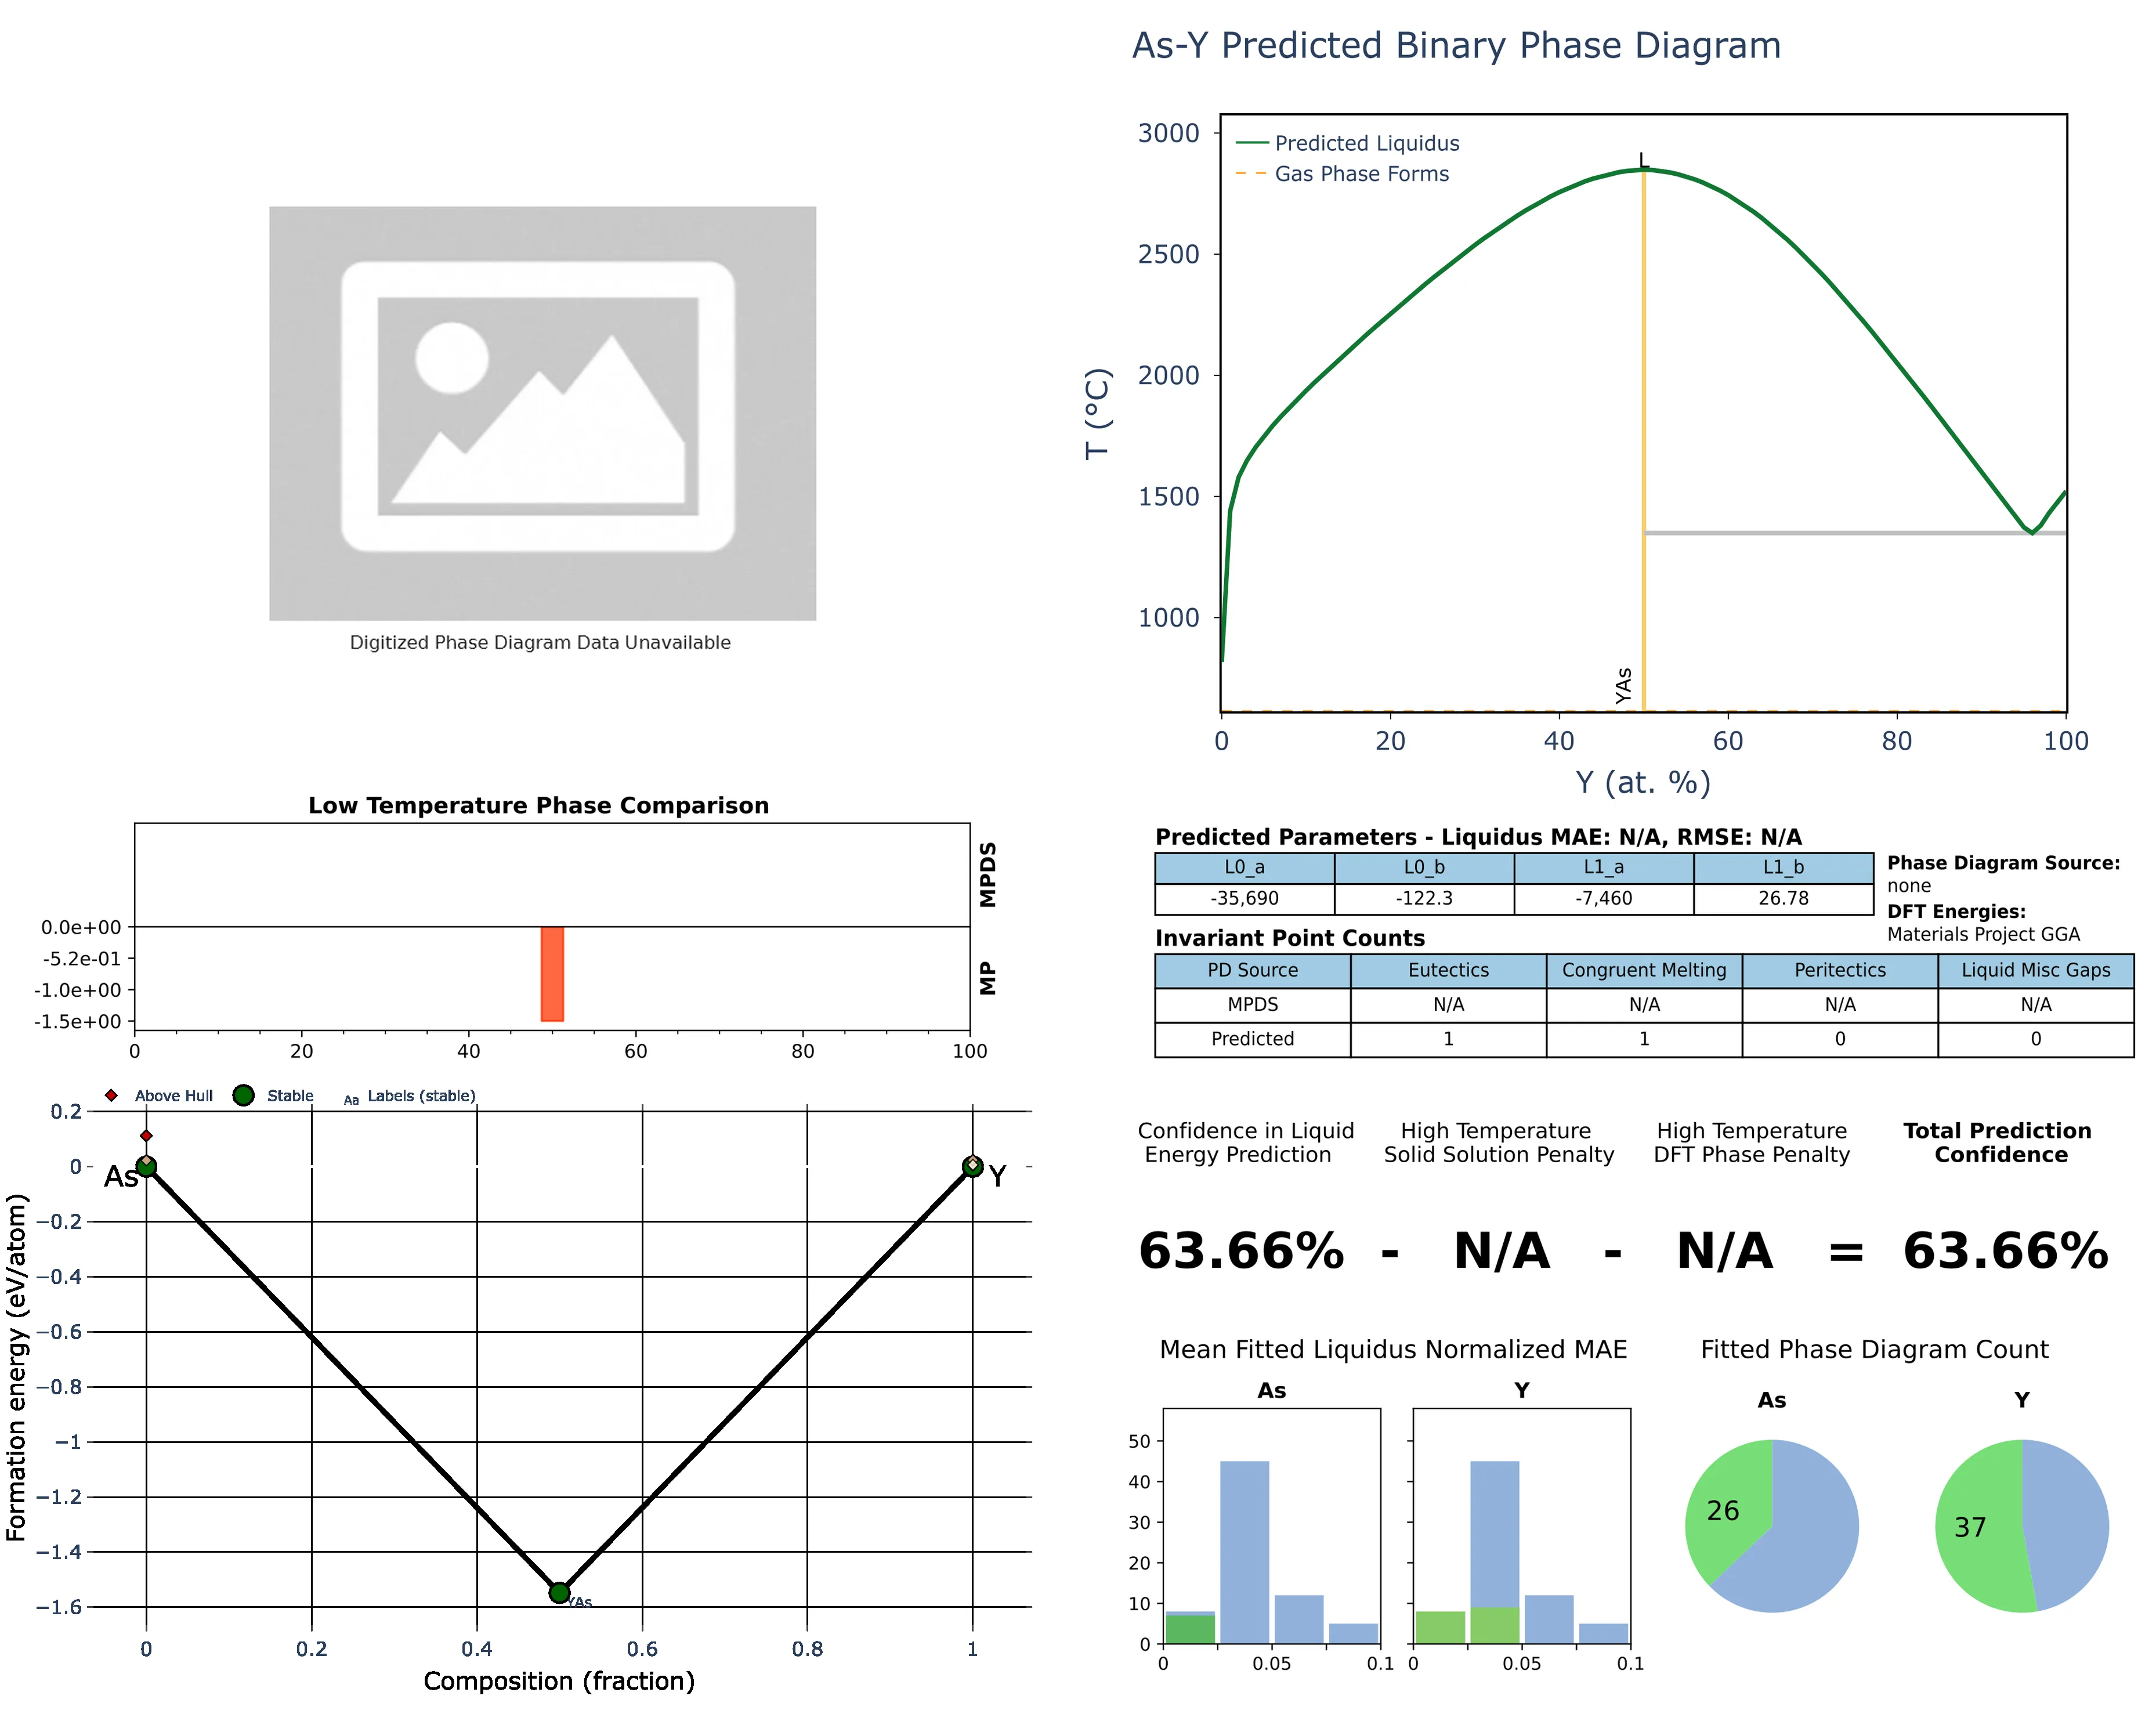 As-Y Predicted Binary Phase Diagram
Digitized Phase Diagram Data Unavailable
3000
2500
2000
1500
1000
T (°C)
Predicted Liquidus
Gas Phase Forms
L
YAs
0 20 40 60 80 100
Y (at. %)
Low Temperature Phase Comparison
MPDS
MP
0.0e+00
-5.2e-01
-1.0e+00
-1.5e+00
0 20 40 60 80 100
Predicted Parameters - Liquidus MAE: N/A, RMSE: N/A
L0_a L0_b L1_a L1_b
-35,690 -122.3 -7,460 26.78
Phase Diagram Source:
none
DFT Energies:
Materials Project GGA
Invariant Point Counts
PD Source Eutectics Congruent Melting Peritectics Liquid Misc Gaps
MPDS N/A N/A N/A N/A
Predicted 1 1 0 0
Above Hull Stable Aa Labels (stable)
0.2
0
−0.2
−0.4
−0.6
−0.8
−1
−1.2
−1.4
−1.6
Formation energy (eV/atom)
As
Y
YAs
0 0.2 0.4 0.6 0.8 1
Composition (fraction)
Confidence in Liquid
Energy Prediction
High Temperature
Solid Solution Penalty
High Temperature
DFT Phase Penalty
Total Prediction
Confidence
63.66% - N/A - N/A = 63.66%
Mean Fitted Liquidus Normalized MAE
Fitted Phase Diagram Count
As
Y
As
Y
50
40
30
20
10
0
0 0.05 0.1
0 0.05 0.1
26
37